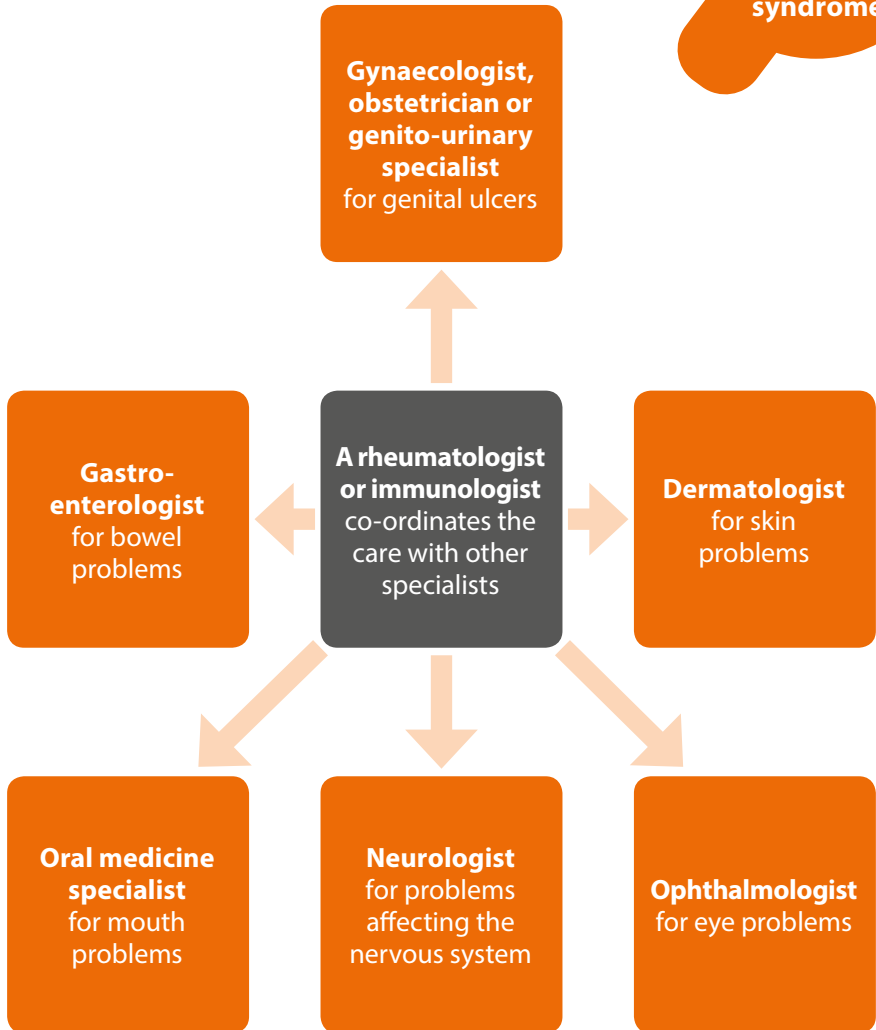 syndrome
Gynaecologist,
obstetrician or
genito-urinary
specialist
for genital ulcers
Gastro-
enterologist
for bowel
problems
A rheumatologist
or immunologist
co-ordinates the
care with other
specialists
Dermatologist
for skin
problems
Oral medicine
specialist
for mouth
problems
Neurologist
for problems
affecting the
nervous system
Ophthalmologist
for eye problems